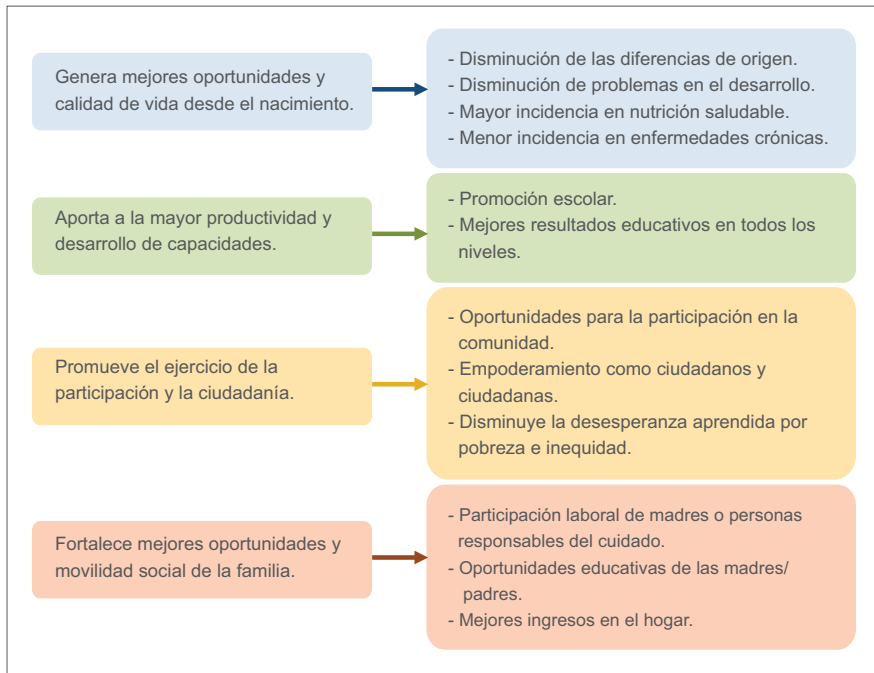 Genera mejores oportunidades y
calidad de vida desde el nacimiento.
- Disminución de las diferencias de origen.
- Disminución de problemas en el desarrollo.
- Mayor incidencia en nutrición saludable.
- Menor incidencia en enfermedades crónicas.
Aporta a la mayor productividad y
desarrollo de capacidades.
- Promoción escolar.
- Mejores resultados educativos en todos los
niveles.
Promueve el ejercicio de la
participación y la ciudadanía.
- Oportunidades para la participación en la
comunidad.
- Empoderamiento como ciudadanos y
ciudadanas.
- Disminuye la desesperanza aprendida por
pobreza e inequidad.
Fortalece mejores oportunidades y
movilidad social de la familia.
- Participación laboral de madres o personas
responsables del cuidado.
- Oportunidades educativas de las madres/
padres.
- Mejores ingresos en el hogar.